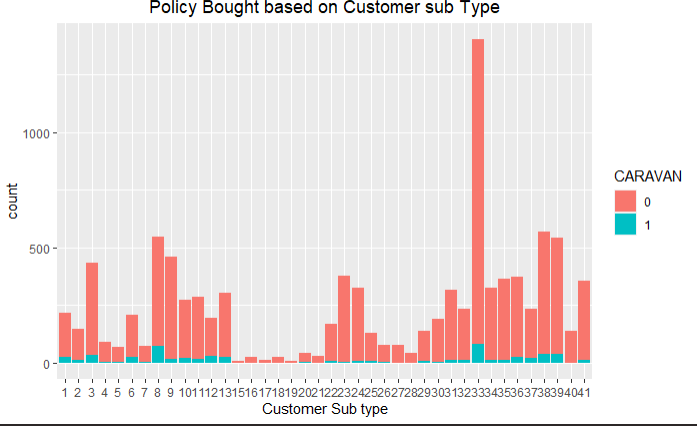 Policy Bought based on Customer sub Type
1000
500
0
count
1 2 3 4 5 6 7 8 9 10 11 12 13 15 16 17 18 19 20 21 22 23 24 25 26 27 28 29 30 31 32 33 34 35 36 37 38 39 40 41
Customer Sub type
CARAVAN
0
1